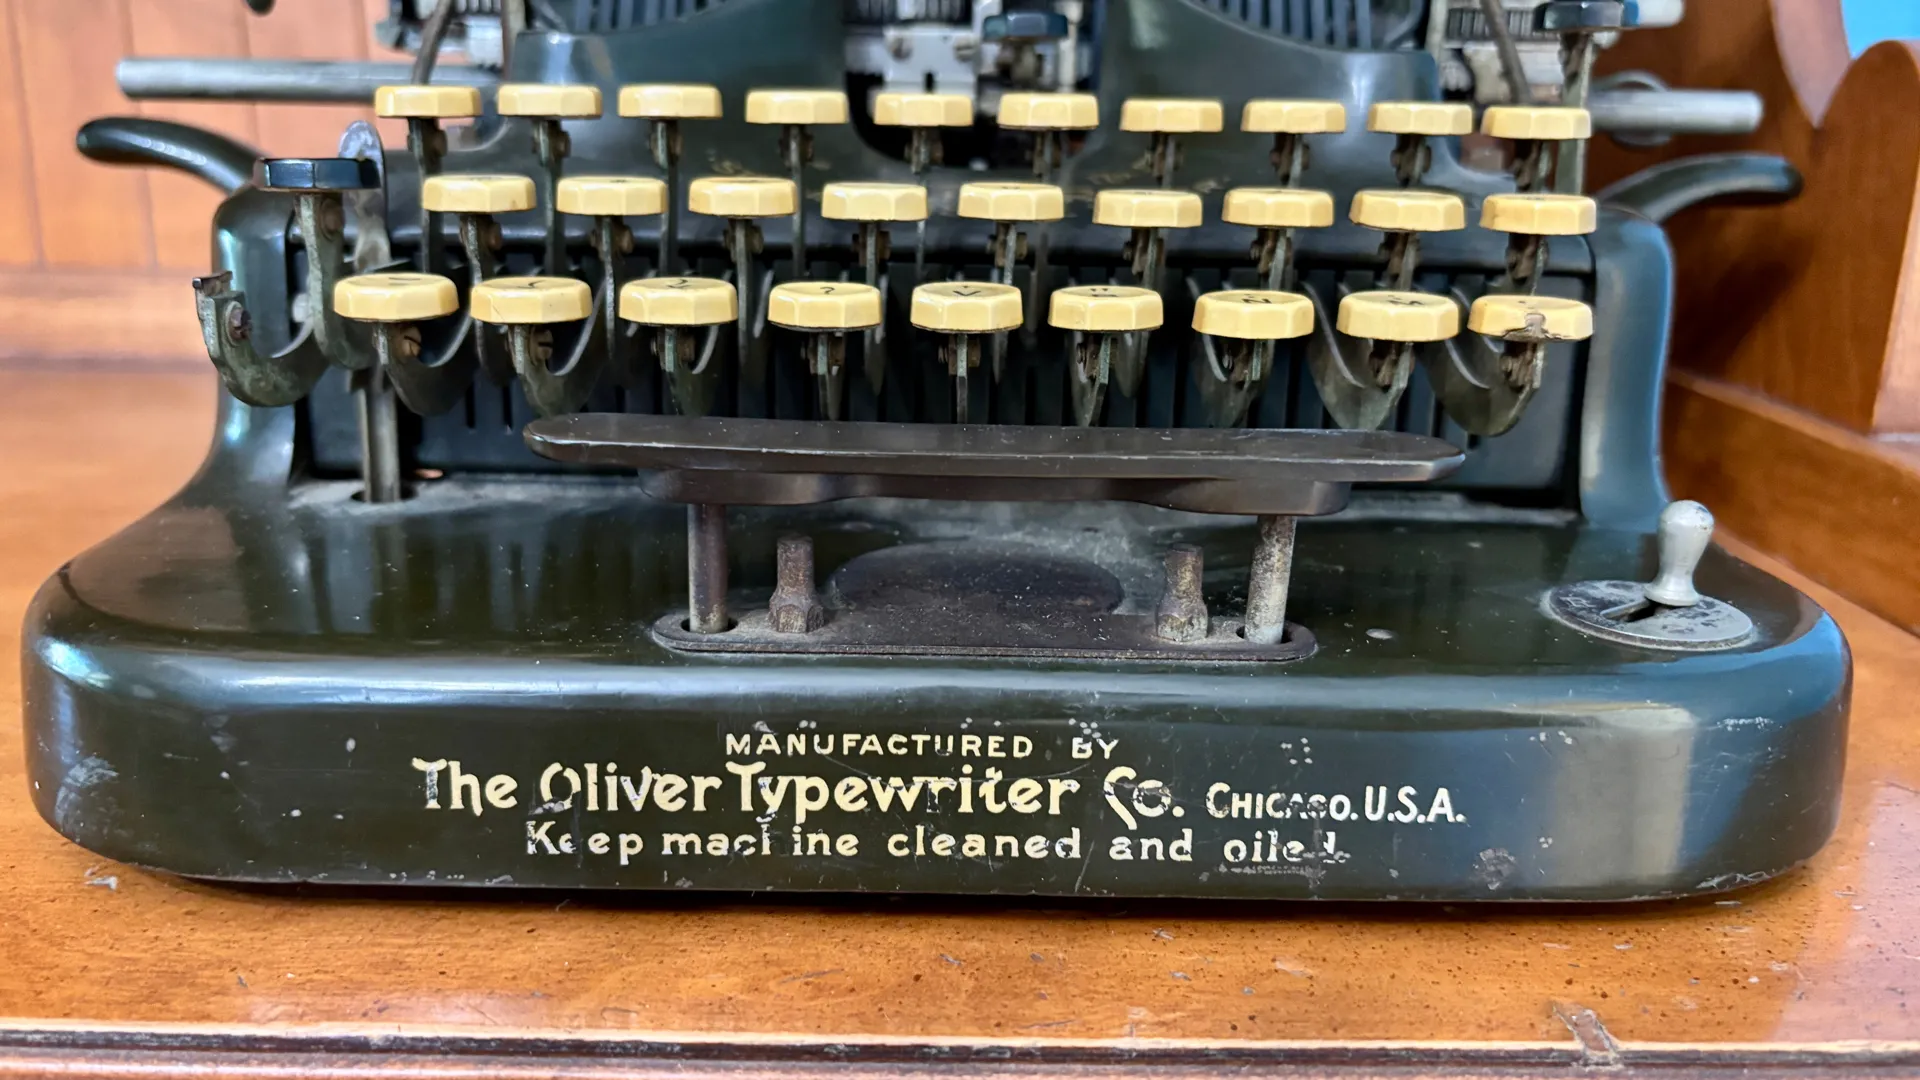 MANUFACTURED BY
The Oliver Typewriter Co. CHICAGO. U.S.A.
Keep machine cleaned and oiled.